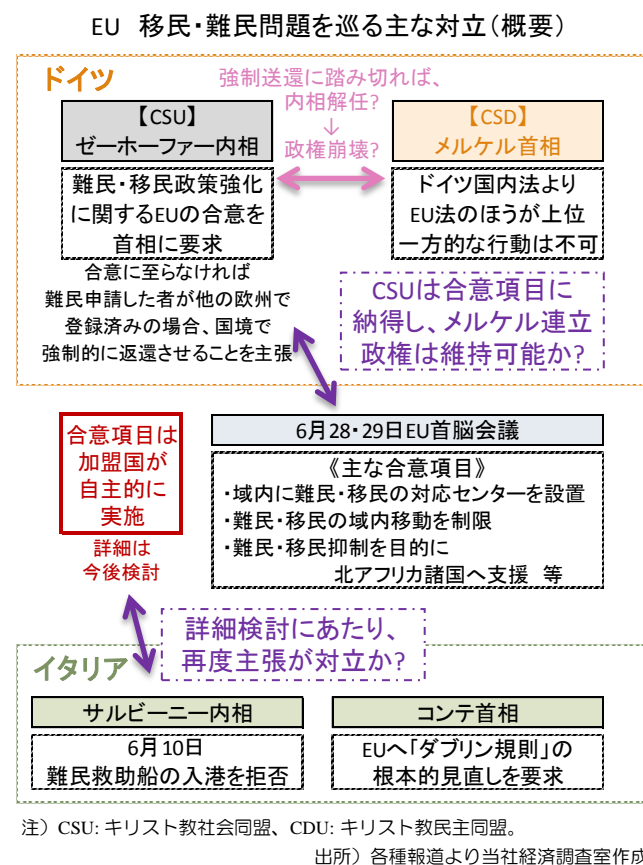 EU 移民・難民問題を巡る主な対立(概要)
ドイツ
強制送還に踏み切れば、
内相解任?
↓
政権崩壊?
【CSU】
ゼーホーファー内相
【CSD】
メルケル首相
難民・移民政策強化
に関するEUの合意を
首相に要求
ドイツ国内法より
EU法のほうが上位
一方的な行動は不可
合意に至らなければ
難民申請した者が他の欧州で
登録済みの場合、国境で
強制的に返還させることを主張
CSUは合意項目に
納得し、メルケル連立
政権は維持可能か?
合意項目は
加盟国が
自主的に
実施
詳細は
今後検討
6月28・29日EU首脳会議
《主な合意項目》
・域内に難民・移民の対応センターを設置
・難民・移民の域内移動を制限
・難民・移民抑制を目的に
北アフリカ諸国へ支援 等
詳細検討にあたり、
再度主張が対立か?
イタリア
サルビーニー内相
6月10日
難民救助船の入港を拒否
コンテ首相
EUへ「ダブリン規則」の
根本的見直しを要求
注）CSU: キリスト教社会同盟、CDU: キリスト教民主同盟。
出所）各種報道より当社経済調査室作成